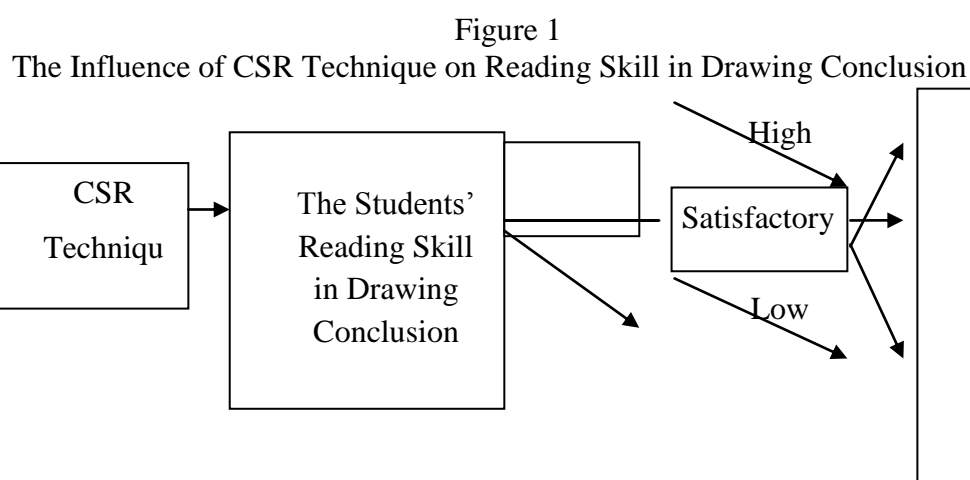 Figure 1
The Influence of CSR Technique on Reading Skill in Drawing Conclusion
CSR
Techniqu
The Students’
Reading Skill
in Drawing
Conclusion
High
Satisfactory
Low